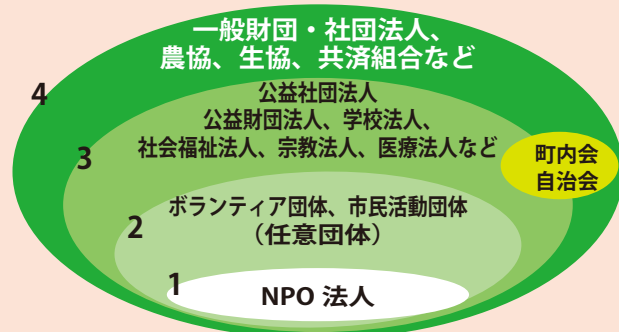 一般財団・社団法人、
農協、生協、共済組合など
4
公益社団法人
公益財団法人、学校法人、
3
社会福祉法人、宗教法人、医療法人など
町内会
自治会
ボランティア団体、市民活動団体
2
（任意団体）
1
NPO 法人